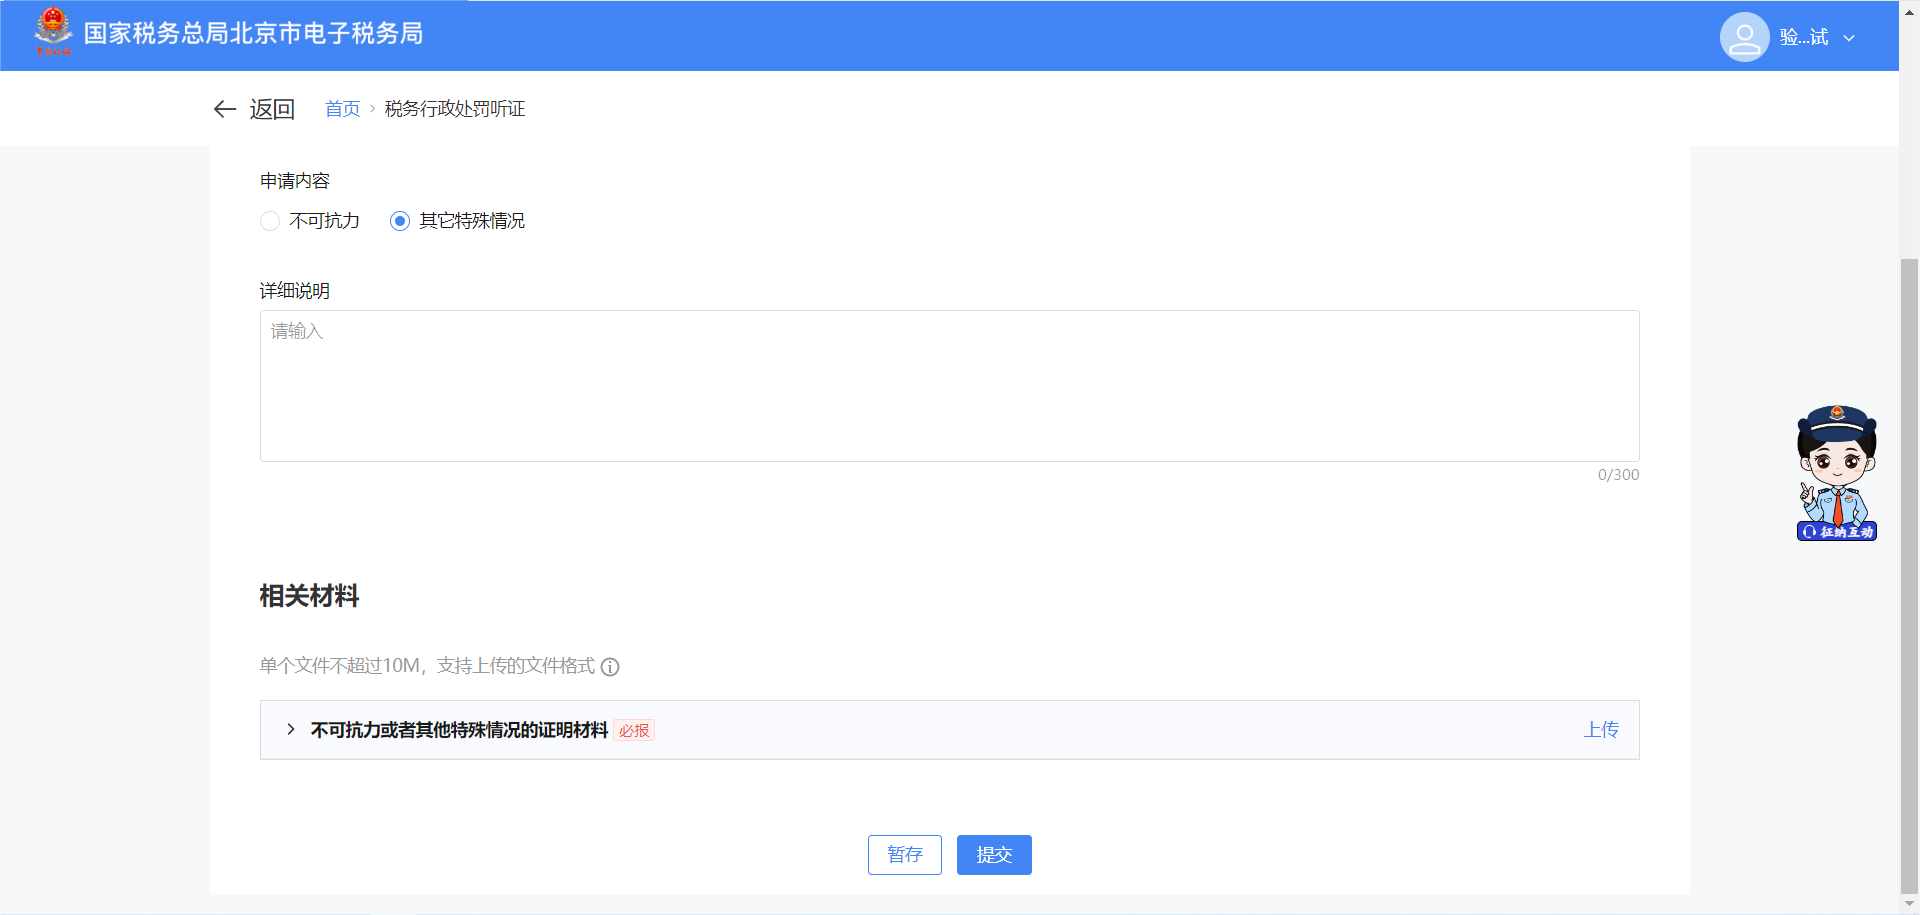 国家税务总局北京市电子税务局
验...试
返回 首页 > 税务行政处罚听证
申请内容
不可抗力 其它特殊情况
详细说明
请输入
0/300
征纳互动
相关材料
单个文件不超过10M，支持上传的文件格式
不可抗力或者其他特殊情况的证明材料 必报 上传
暂存 提交